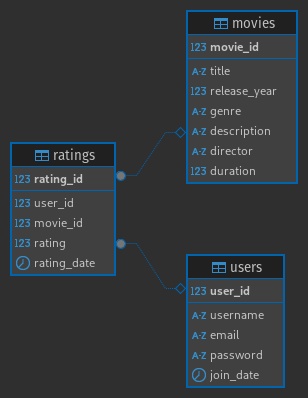 movies
123 movie_id
A-Z title
123 release_year
A-Z genre
A-Z description
A-Z director
123 duration
ratings
123 rating_id
123 user_id
123 movie_id
123 rating
rating_date
users
123 user_id
A-Z username
A-Z email
A-Z password
join_date